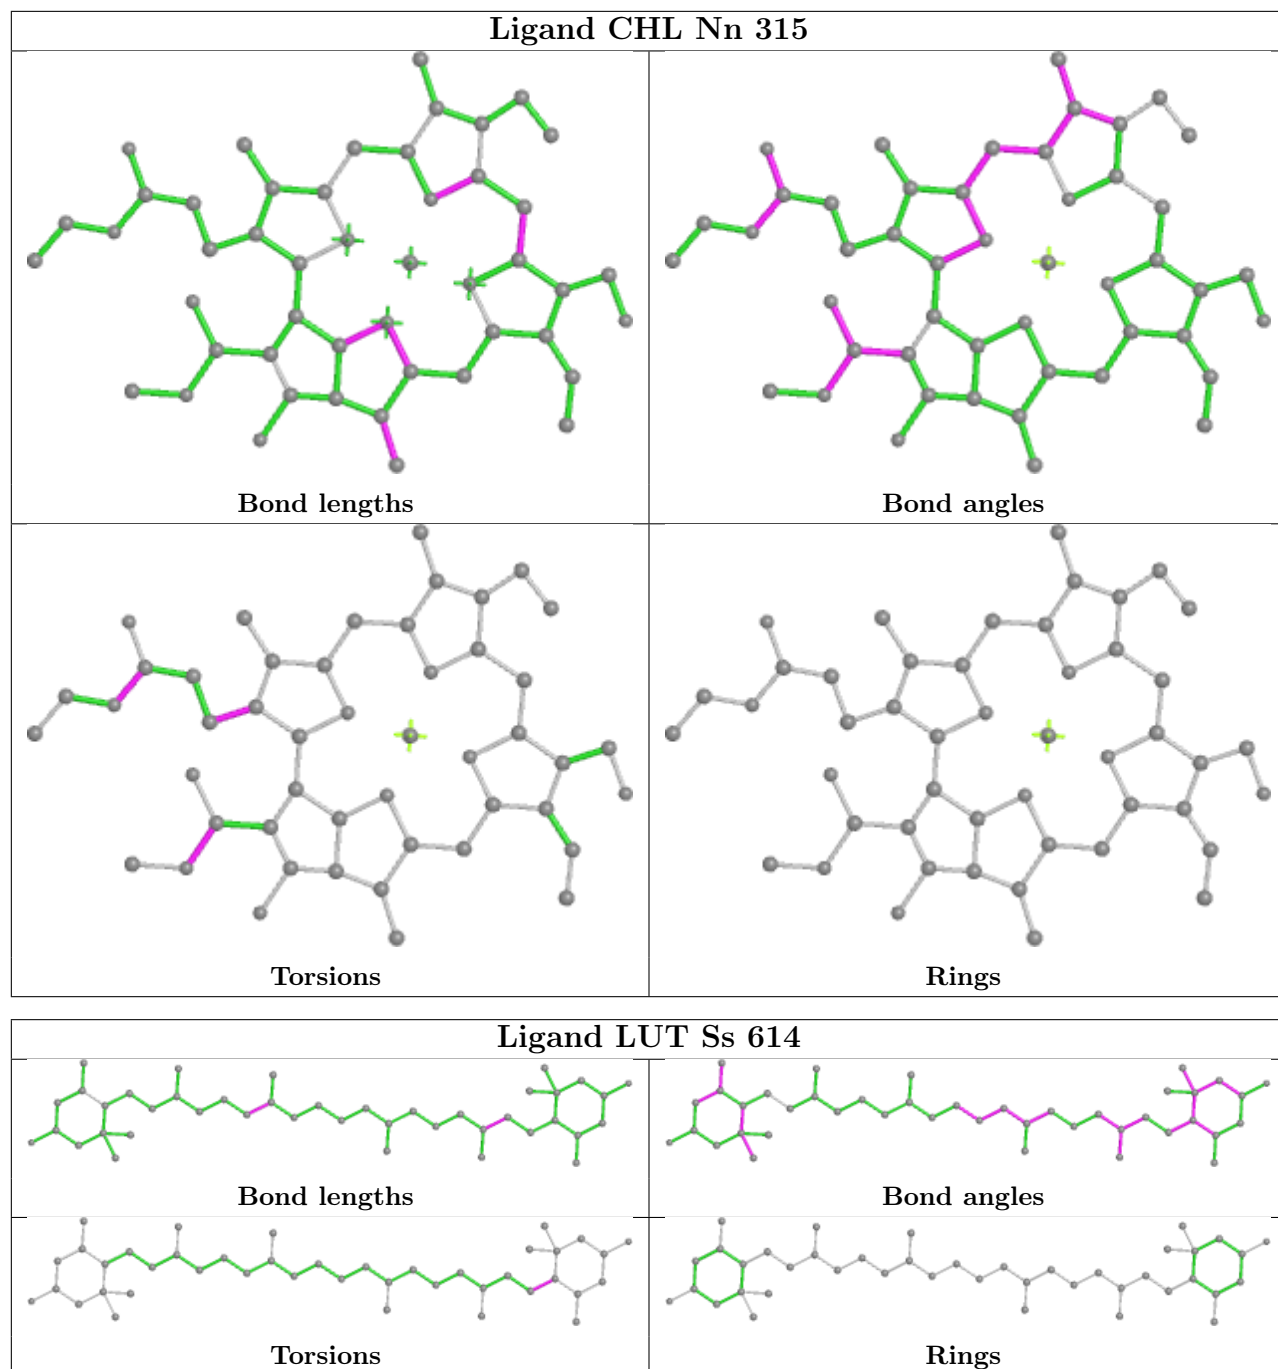 Ligand CHL Nn 315
Bond lengths
Bond angles
Torsions
Rings
Ligand LUT Ss 614
Bond lengths
Bond angles
Torsions
Rings